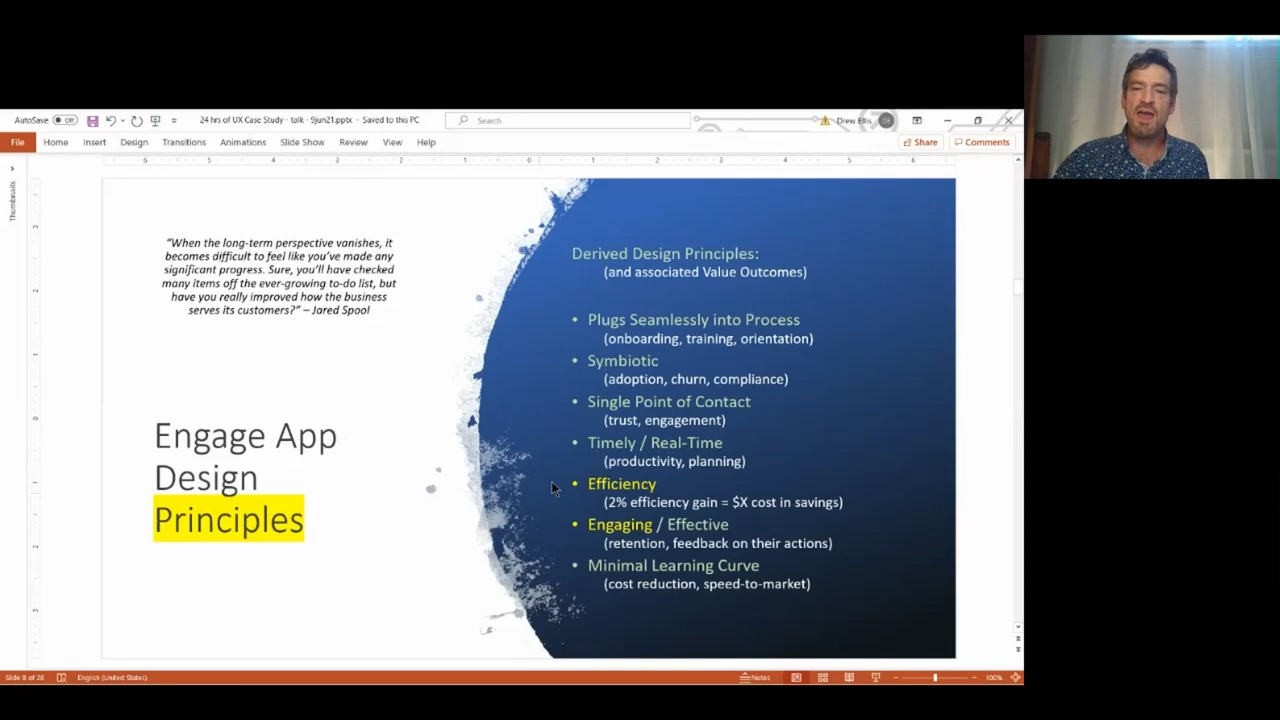 AutoSave Off
24 hrs of UX Case Study - talk - 9jun21.pptx - Saved to this PC
Search
Drew Ellis
DE
File Home Insert Draw Design Transitions Animations Slide Show Review View Help
Share
Comments
Thumbnails
"When the long-term perspective vanishes, it
becomes difficult to feel like you've made any
significant progress. Sure, you'll have checked
many items off the ever-growing to-do list, but
have you really improved how the business
serves its customers?" – Jared Spool
Engage App
Design
Principles
Derived Design Principles:
(and associated Value Outcomes)
• Plugs Seamlessly into Process
(onboarding, training, orientation)
• Symbiotic
(adoption, churn, compliance)
• Single Point of Contact
(trust, engagement)
• Timely / Real-Time
(productivity, planning)
• Efficiency
(2% efficiency gain = $X cost in savings)
• Engaging / Effective
(retention, feedback on their actions)
• Minimal Learning Curve
(cost reduction, speed-to-market)
Slide 8 of 28
English (United States)
Notes
100%